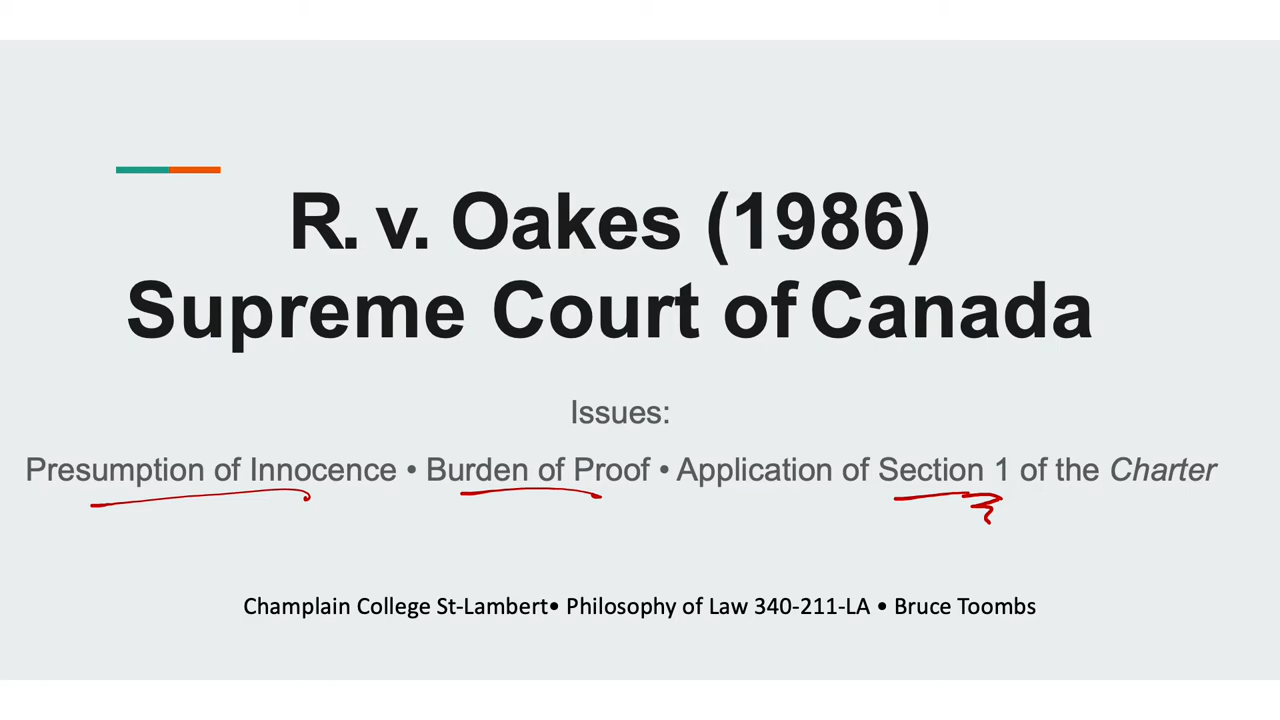 R. v. Oakes (1986)
Supreme Court of Canada
Issues:
Presumption of Innocence • Burden of Proof • Application of Section 1 of the Charter
Champlain College St-Lambert• Philosophy of Law 340-211-LA • Bruce Toombs